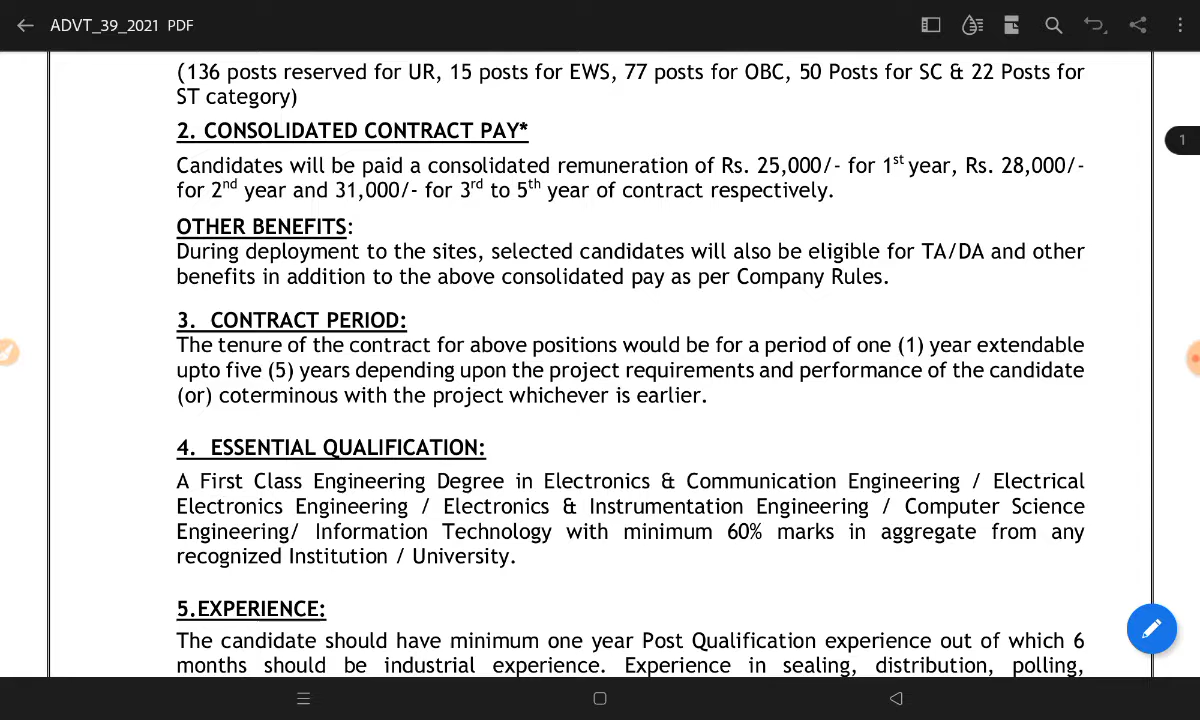 ADVT_39_2021 PDF
(136 posts reserved for UR, 15 posts for EWS, 77 posts for OBC, 50 Posts for SC & 22 Posts for
ST category)
2. CONSOLIDATED CONTRACT PAY*
Candidates will be paid a consolidated remuneration of Rs. 25,000/- for 1st year, Rs. 28,000/-
for 2nd year and 31,000/- for 3rd to 5th year of contract respectively.
OTHER BENEFITS:
During deployment to the sites, selected candidates will also be eligible for TA/DA and other
benefits in addition to the above consolidated pay as per Company Rules.
3. CONTRACT PERIOD:
The tenure of the contract for above positions would be for a period of one (1) year extendable
upto five (5) years depending upon the project requirements and performance of the candidate
(or) coterminous with the project whichever is earlier.
4. ESSENTIAL QUALIFICATION:
A First Class Engineering Degree in Electronics & Communication Engineering / Electrical
Electronics Engineering / Electronics & Instrumentation Engineering / Computer Science
Engineering/ Information Technology with minimum 60% marks in aggregate from any
recognized Institution / University.
5.EXPERIENCE:
The candidate should have minimum one year Post Qualification experience out of which 6
months should be industrial experience. Experience in sealing, distribution, polling,
1